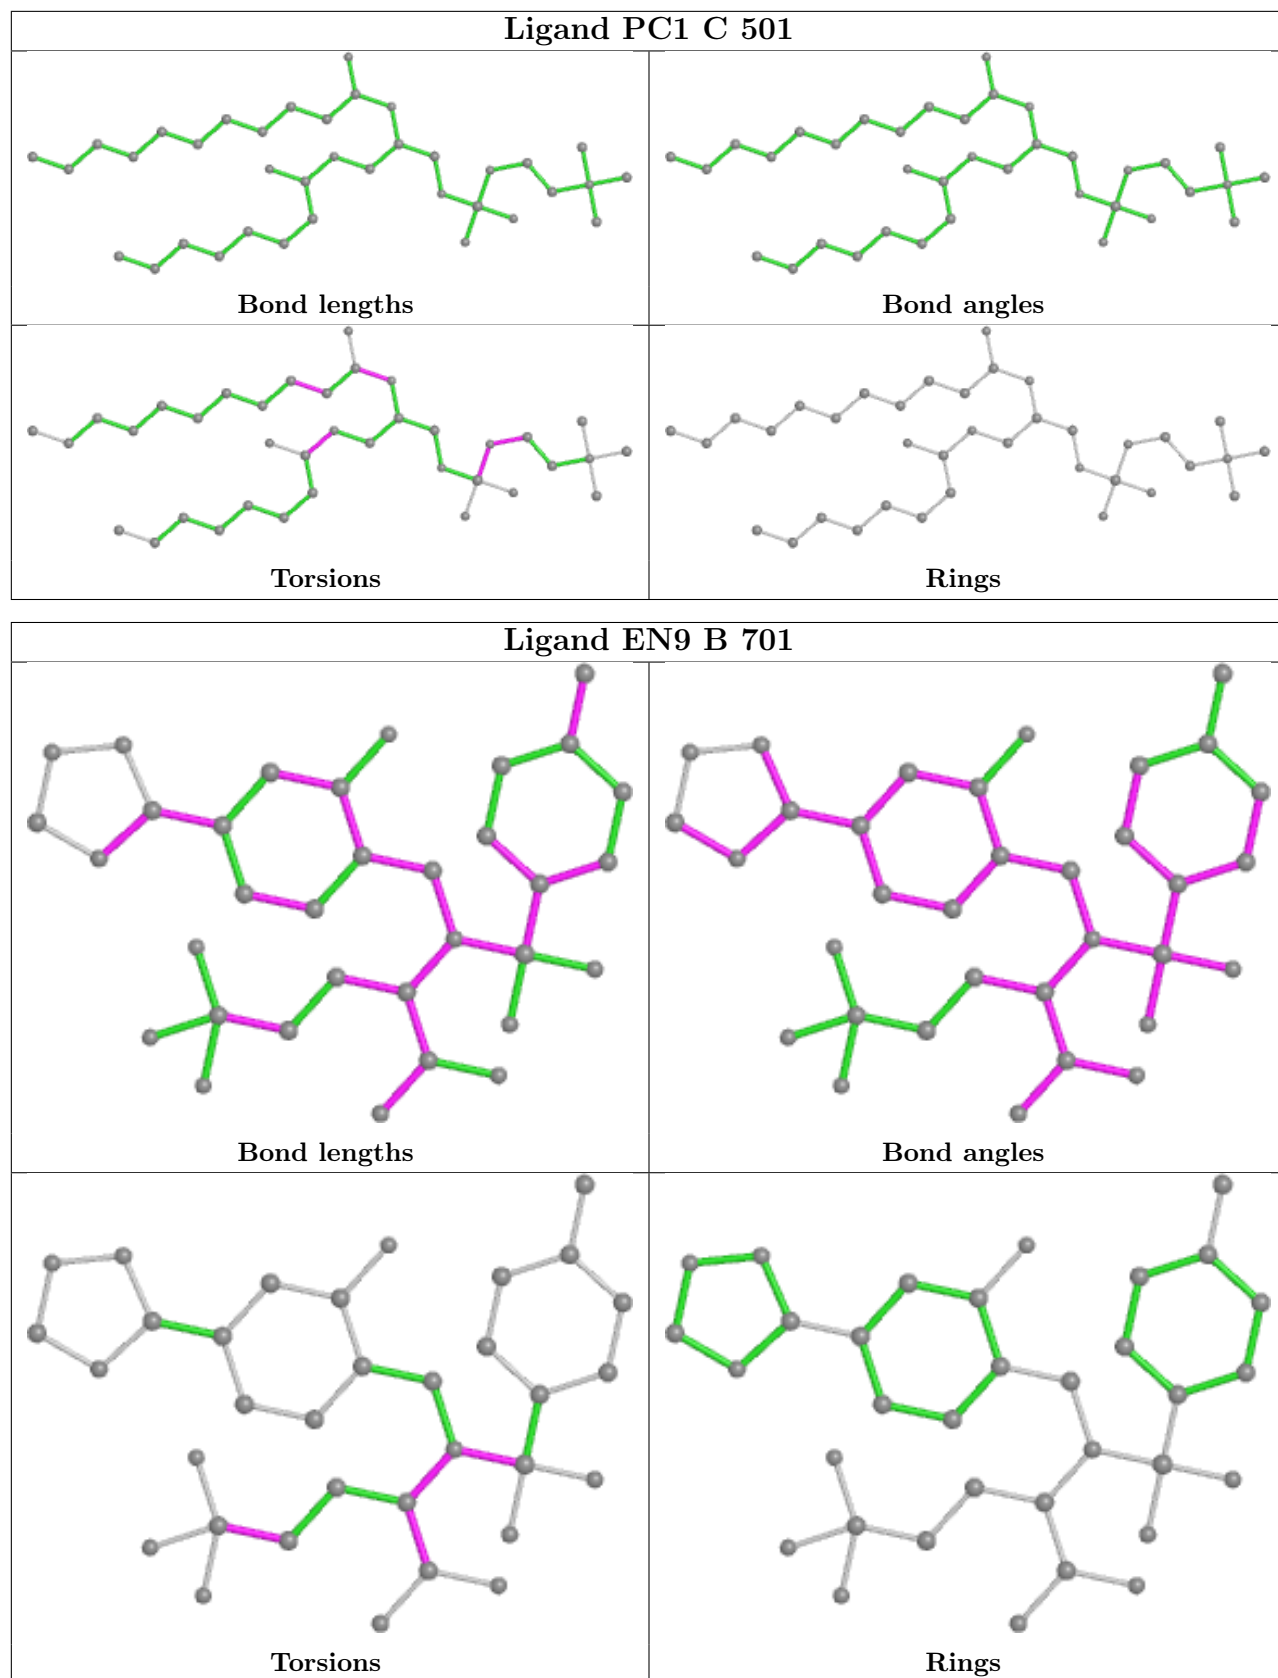 Ligand PC1 C 501
Bond lengths
Bond angles
Torsions
Rings
Ligand EN9 B 701
Bond lengths
Bond angles
Torsions
Rings